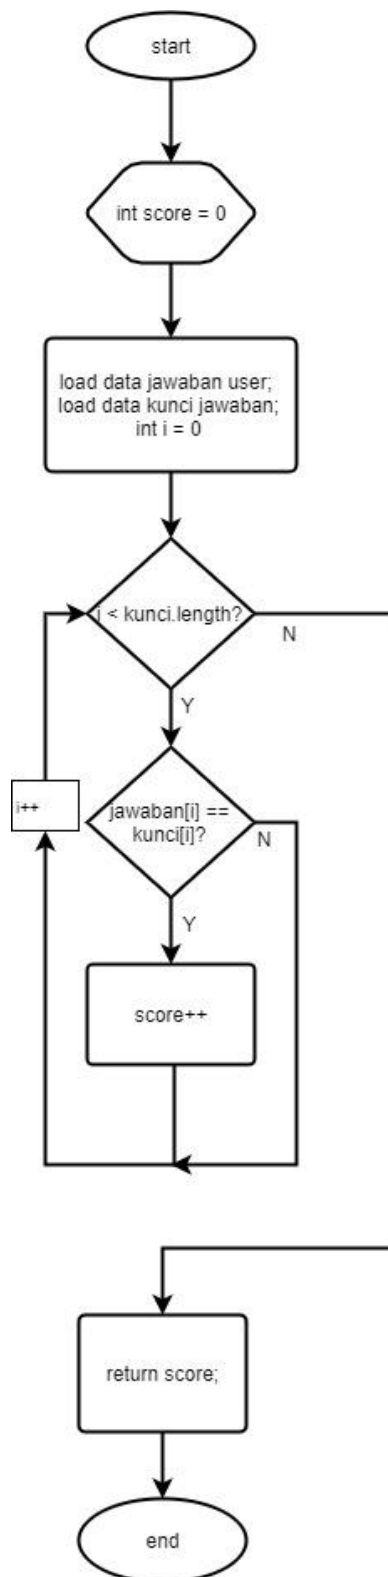 start
int score = 0
load data jawaban user;
load data kunci jawaban;
int i = 0
i < kunci.length?
N
Y
i++
jawaban[i] ==
kunci[i]?
N
Y
score++
return score;
end